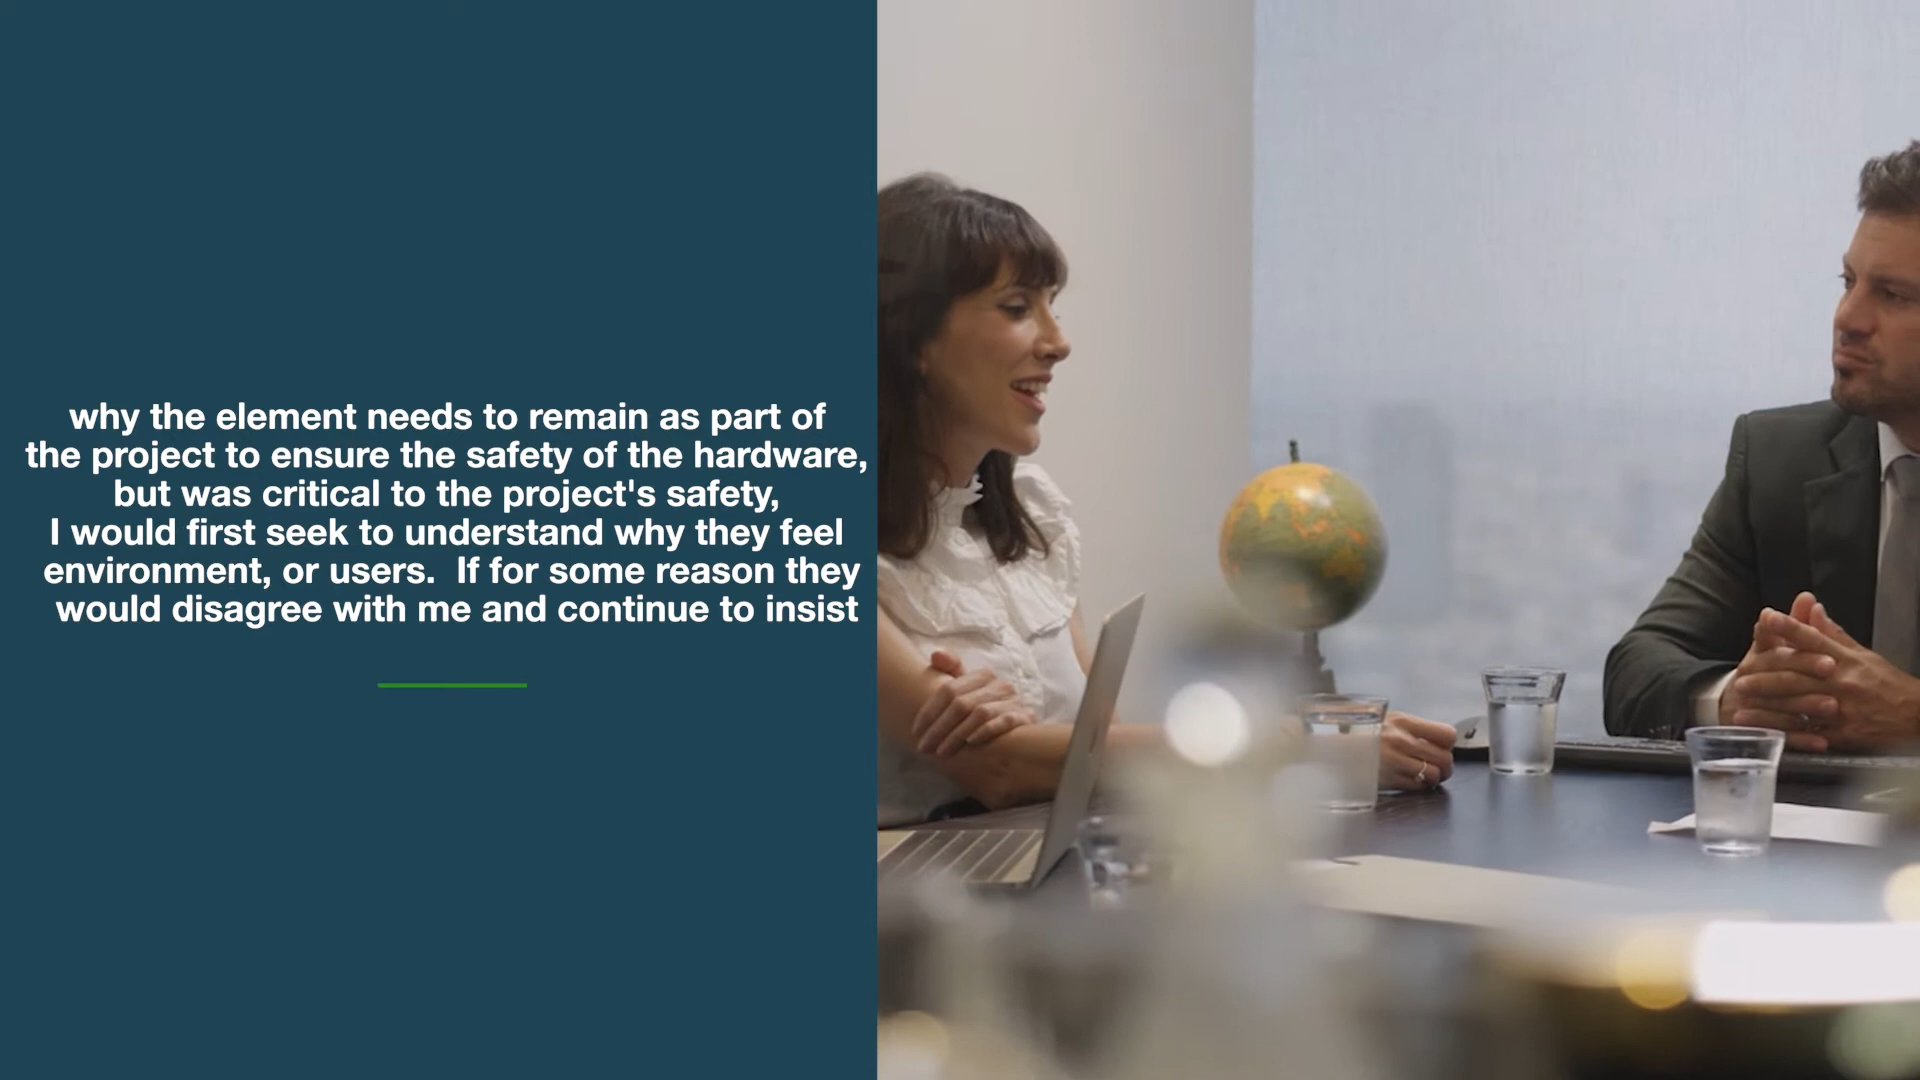 why the element needs to remain as part of
the project to ensure the safety of the hardware,
but was critical to the project's safety,
I would first seek to understand why they feel
environment, or users.  If for some reason they
would disagree with me and continue to insist